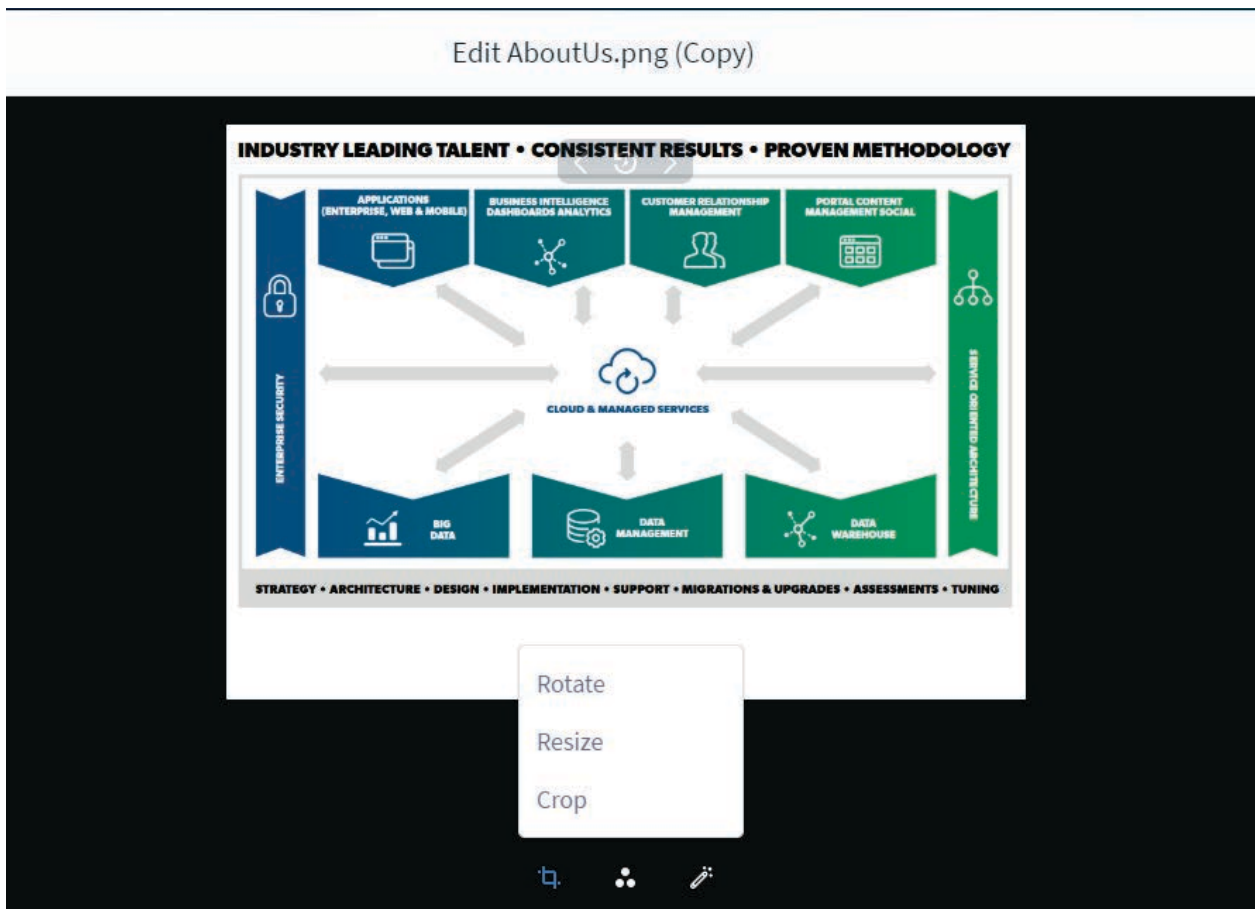 Edit AboutUs.png (Copy)
INDUSTRY LEADING TALENT • CONSISTENT RESULTS • PROVEN METHODOLOGY
APPLICATIONS
(ENTERPRISE, WEB & MOBILE)
BUSINESS INTELLIGENCE
DASHBOARDS ANALYTICS
CUSTOMER RELATIONSHIP
MANAGEMENT
PORTAL CONTENT
MANAGEMENT SOCIAL
ENTERPRISE SECURITY
SERVICE ORIENTED ARCHITECTURE
CLOUD & MANAGED SERVICES
BIG
DATA
DATA
MANAGEMENT
DATA
WAREHOUSE
STRATEGY • ARCHITECTURE • DESIGN • IMPLEMENTATION • SUPPORT • MIGRATIONS & UPGRADES • ASSESSMENTS • TUNING
Rotate
Resize
Crop